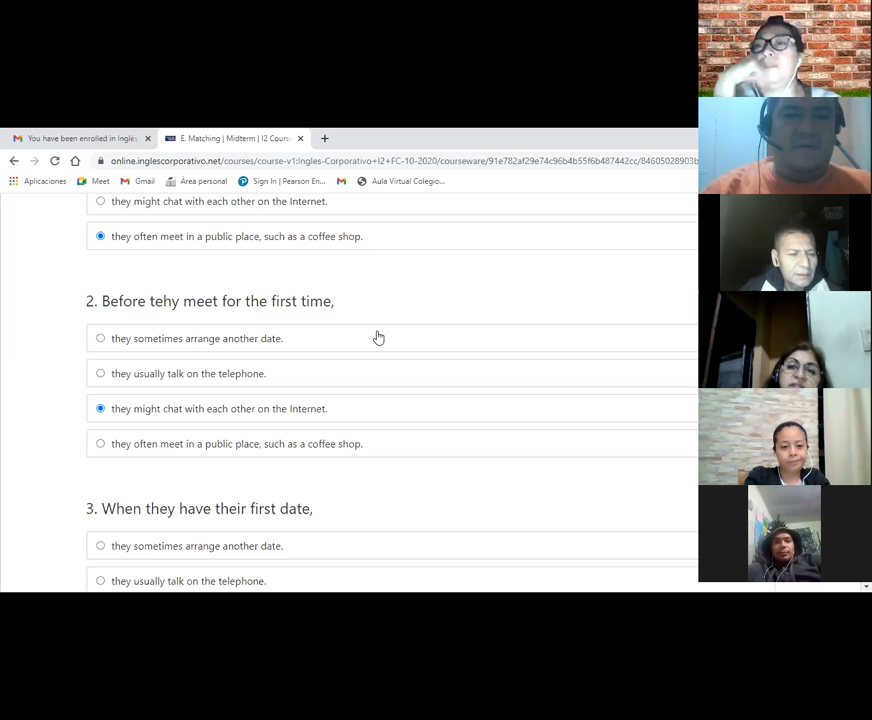 You have been enrolled in Inglés
E. Matching | Midterm | I2 Cours
online.inglescorporativo.net/courses/course-v1:Ingles-Corporativo+I2+FC-10-2020/courseware/91e782af29e74c96b4b55f6b487442cc/84605028903b
Aplicaciones
Meet
Gmail
Área personal
Sign In | Pearson En...
Aula Virtual Colegio...
they might chat with each other on the Internet.
they often meet in a public place, such as a coffee shop.
2. Before tehy meet for the first time,
they sometimes arrange another date.
they usually talk on the telephone.
they might chat with each other on the Internet.
they often meet in a public place, such as a coffee shop.
3. When they have their first date,
they sometimes arrange another date.
they usually talk on the telephone.